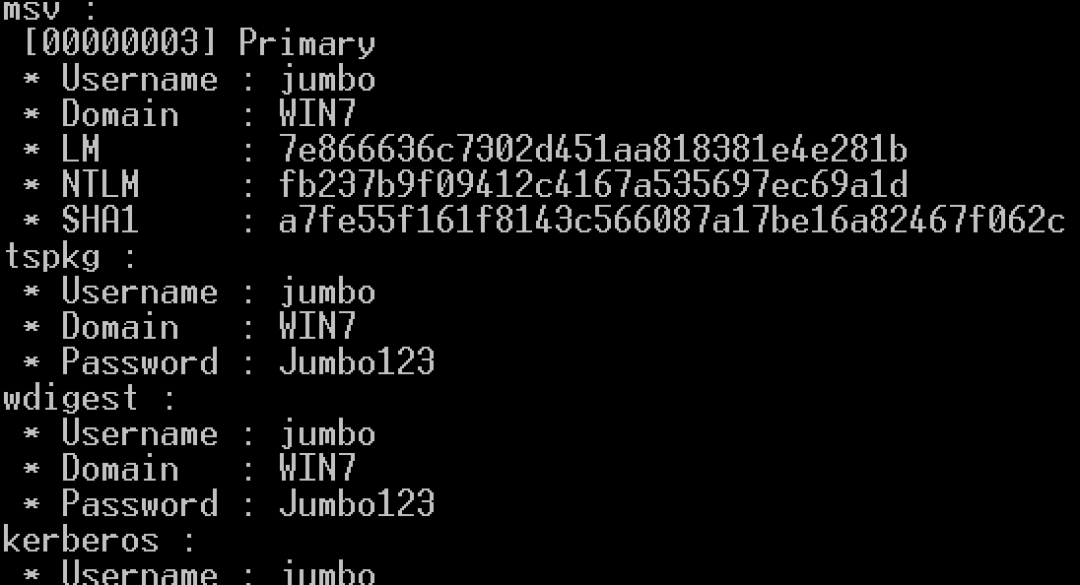 msv :
[00000003] Primary
* Username : jumbo
* Domain : WIN7
* LM : 7e866636c7302d451aa818381e4e281b
* NTLM : fb237b9f09412c4167a535697ec69a1d
* SHA1 : a7fe55f161f8143c566087a17be16a82467f062c
tspkg :
* Username : jumbo
* Domain : WIN7
* Password : Jumbo123
wdigest :
* Username : jumbo
* Domain : WIN7
* Password : Jumbo123
kerberos :
* Username : jumbo